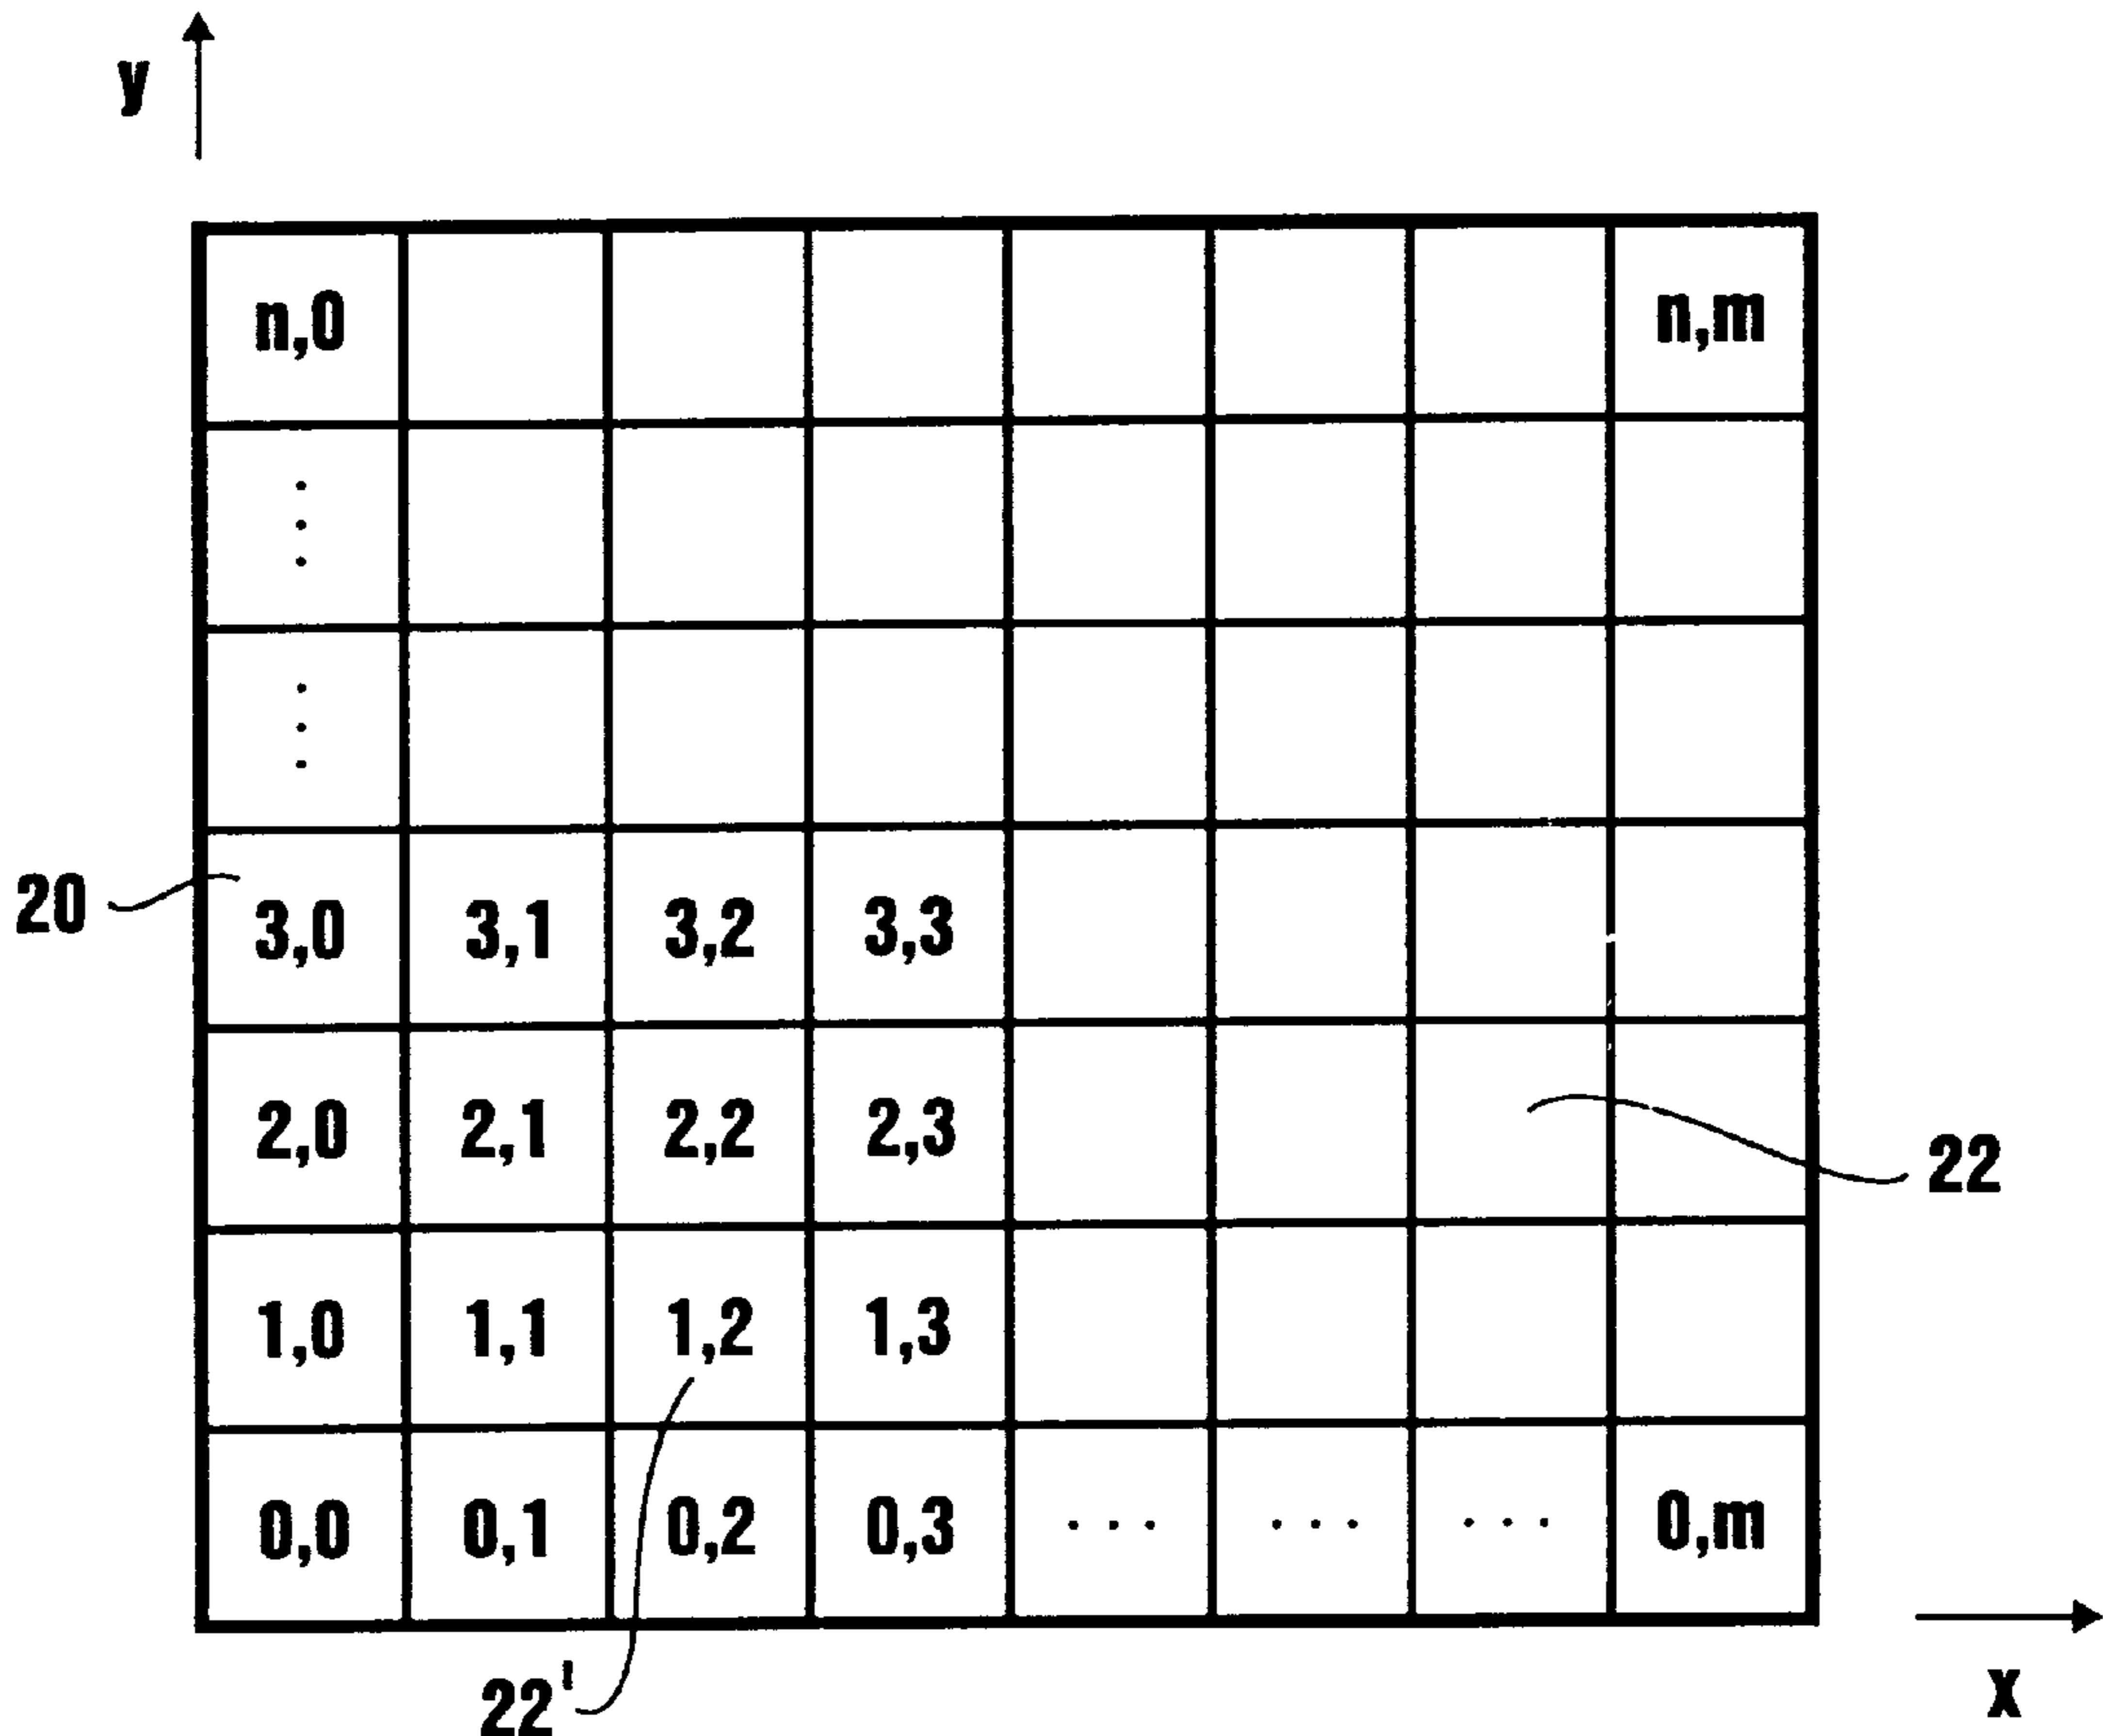 y
n,0 n,m
⋮
⋮
20 3,0 3,1 3,2 3,3
2,0 2,1 2,2 2,3
22
1,0 1,1 1,2 1,3
0,0 0,1 0,2 0,3 ... ... ... 0,m
22' x